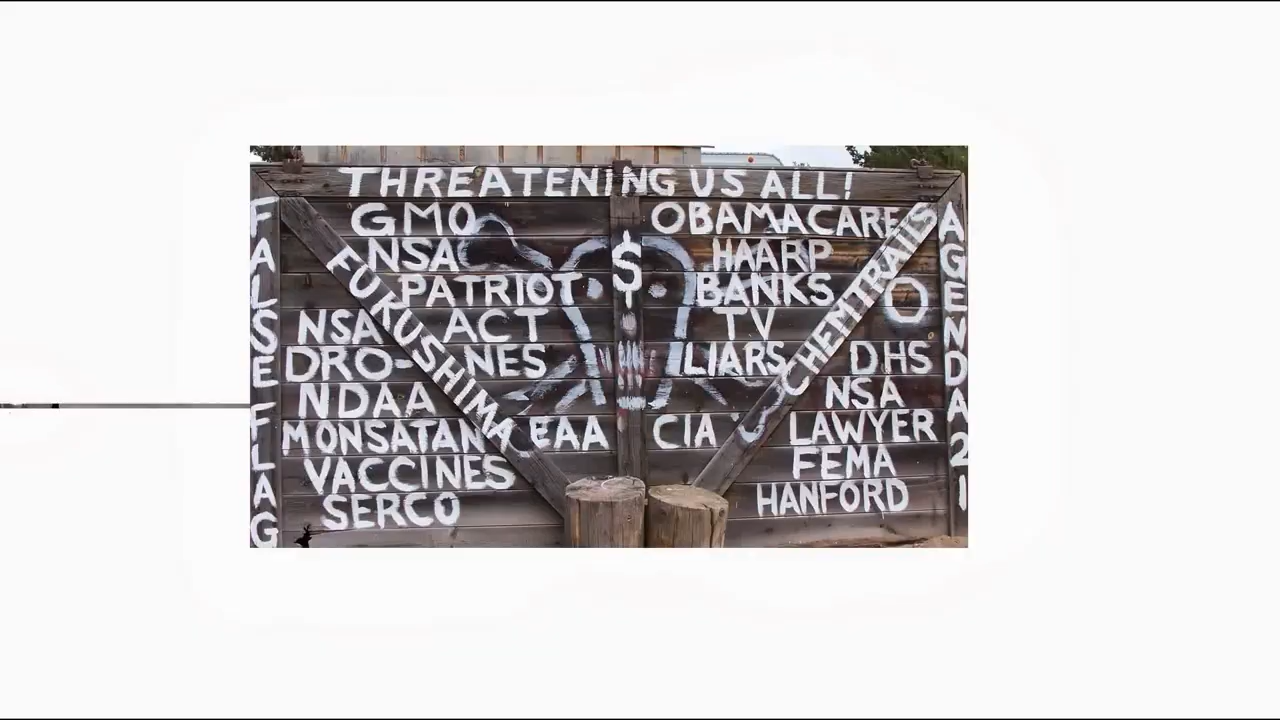 THREATENING US ALL!
FALSE FLAG
GMO
NSA
PATRIOT
ACT
NSA
DRO-NES
NDAA
MONSATAN
VACCINES
SERCO
FUKUSHIMA
EAA
$
OBAMACARE
HAARP
BANKS
TV
LIARS
CIA
CHEMTRAILS
O
DHS
NSA
LAWYER
FEMA
HANFORD
AGENDA 21